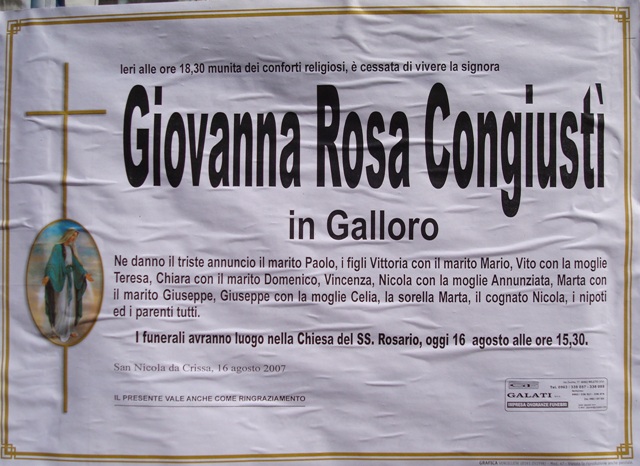 Ieri alle ore 18,30 munita dei conforti religiosi, è cessata di vivere la signora
Giovanna Rosa Congiustì
in Galloro
Ne danno il triste annuncio il marito Paolo, i figli Vittoria con il marito Mario, Vito con la moglie
Teresa, Chiara con il marito Domenico, Vincenza, Nicola con la moglie Annunziata, Marta con
il marito Giuseppe, Giuseppe con la moglie Celia, la sorella Marta, il cognato Nicola, i nipoti
ed i parenti tutti.
I funerali avranno luogo nella Chiesa del SS. Rosario, oggi 16 agosto alle ore 15,30.
San Nicola da Crissa, 16 agosto 2007
IL PRESENTE VALE ANCHE COME RINGRAZIAMENTO
GALATI
IMPRESA ONORANZE FUNEBRI